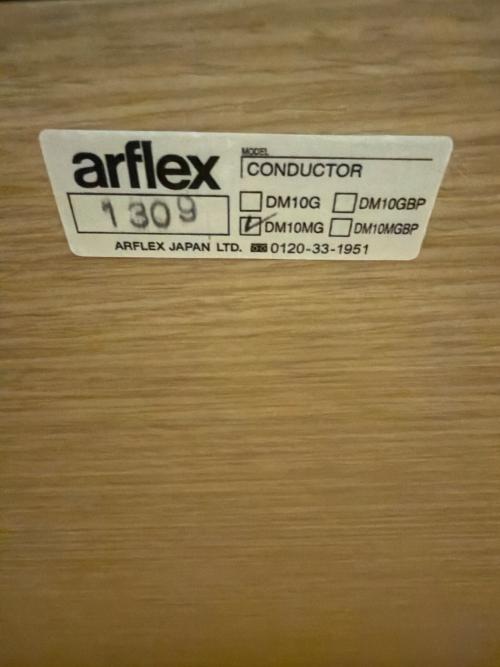 arflex
1309
MODEL
CONDUCTOR
DM10G DM10GBP
DM10MG DM10MGBP
ARFLEX JAPAN LTD. 0120-33-1951